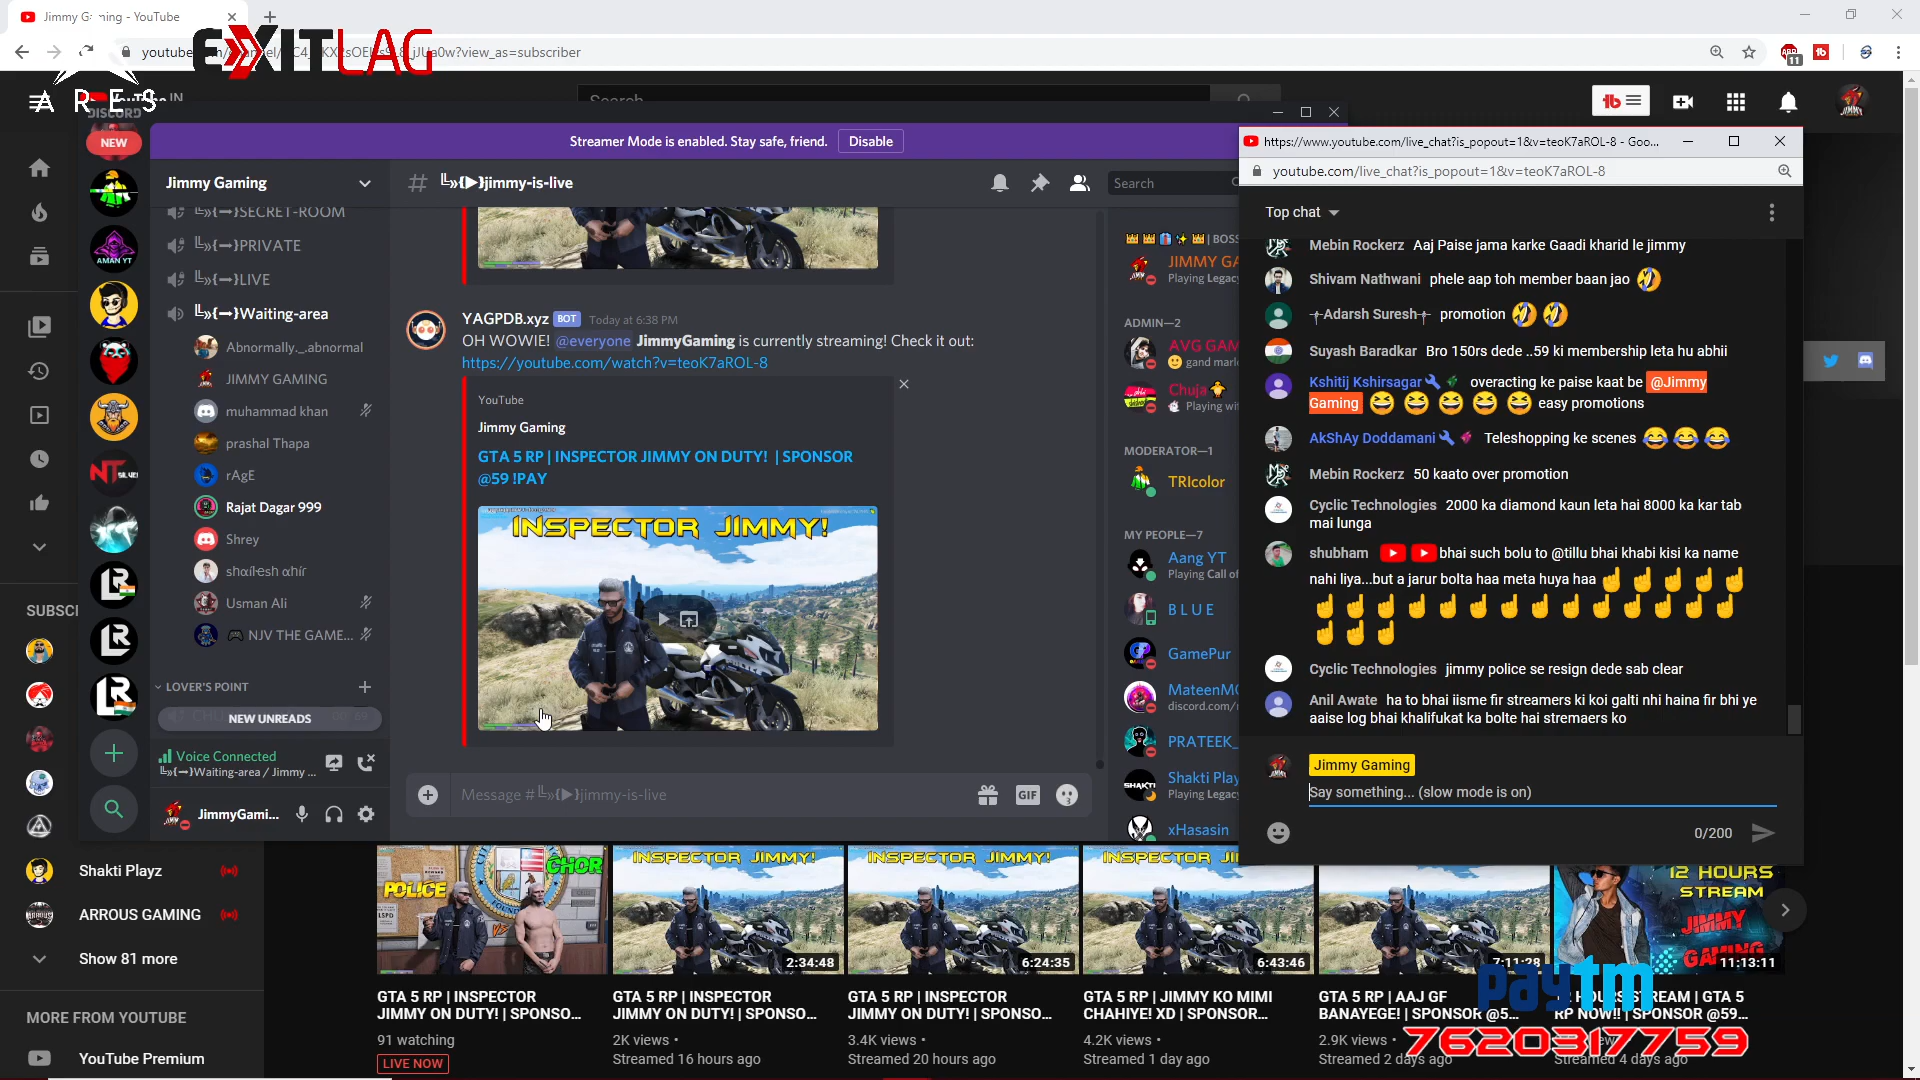 Jimmy Gaming - YouTube
EXITLAG
ARES
Search
DISCORD
NEW
Streamer Mode is enabled. Stay safe, friend.
Disable
Jimmy Gaming
SECRET-ROOM
PRIVATE
LIVE
Waiting-area
Abnormally._.abnormal
JIMMY GAMING
muhammad khan
prashal Thapa
rAgE
Rajat Dagar 999
Shrey
Usman Ali
NJV THE GAME...
LOVER'S POINT
NEW UNREADS
Voice Connected
Waiting-area / Jimmy ...
JimmyGami...
jimmy-is-live
Search
YAGPDB.xyz BOT Today at 6:38 PM
OH WOWIE! @everyone JimmyGaming is currently streaming! Check it out:
https://youtube.com/watch?v=teoK7aROL-8
YouTube
Jimmy Gaming
GTA 5 RP | INSPECTOR JIMMY ON DUTY! | SPONSOR
@59 !PAY
INSPECTOR JIMMY!
Message #jimmy-is-live
GIF
| BOSS
JIMMY GA
Playing Legacy
ADMIN—2
AVG GAM
gand mar
Chuja
Playing wit
MODERATOR—1
TRIcolor
MY PEOPLE—7
Aang YT
Playing Call of
B L U E
GamePur
MateenMO
discord.com/
PRATEEK_
Shakti Play
Playing Legacy
xHasasin
https://www.youtube.com/live_chat?is_popout=1&v=teoK7aROL-8 - Goo...
youtube.com/live_chat?is_popout=1&v=teoK7aROL-8
Top chat
Mebin Rockerz Aaj Paise jama karke Gaadi kharid le jimmy
Shivam Nathwani phele aap toh member baan jao 🤣
Adarsh Suresh promotion 🤣🤣
Suyash Baradkar Bro 150rs dede ..59 ki membership leta hu abhii
Kshitij Kshirsagar overacting ke paise kaat be @Jimmy
Gaming 😆😆😆😆😆 easy promotions
AkShAy Doddamani Teleshopping ke scenes 😂😂😂
Mebin Rockerz 50 kaato over promotion
Cyclic Technologies 2000 ka diamond kaun leta hai 8000 ka kar tab
mai lunga
shubham bhai such bolu to @tillu bhai khabi kisi ka name
nahi liya...but a jarur bolta haa meta huya haa ☝☝☝☝☝
☝☝☝☝☝☝☝☝☝☝☝☝☝☝
☝☝☝
Cyclic Technologies jimmy police se resign dede sab clear
Anil Awate ha to bhai iisme fir streamers ki koi galti nhi haina fir bhi ye
aaise log bhai khalifukat ka bolte hai stremaers ko
Jimmy Gaming
Say something... (slow mode is on)
0/200
SUBSC
Shakti Playz
ARROUS GAMING
Show 81 more
MORE FROM YOUTUBE
YouTube Premium
POLICE
GHOR
GTA 5 RP | INSPECTOR
JIMMY ON DUTY! | SPONSO...
91 watching
LIVE NOW
INSPECTOR JIMMY!
2:34:48
GTA 5 RP | INSPECTOR
JIMMY ON DUTY! | SPONSO...
2K views •
Streamed 16 hours ago
INSPECTOR JIMMY!
6:24:35
GTA 5 RP | INSPECTOR
JIMMY ON DUTY! | SPONSO...
3.4K views •
Streamed 20 hours ago
INSPECTOR JIMMY!
6:43:46
GTA 5 RP | JIMMY KO MIMI
CHAHIYE! XD | SPONSOR...
4.2K views •
Streamed 1 day ago
INSPECTOR JIMMY!
7:11:28
GTA 5 RP | AAJ GF
BANAYEGE! | SPONSOR @5...
2.9K views •
Streamed 2 days ago
12 HOURS
STREAM
JIMMY
GAMING
11:13:11
HOURS STREAM | GTA 5
RP NOW!! | SPONSOR @59...
Streamed 4 days ago
paytm
7620317759